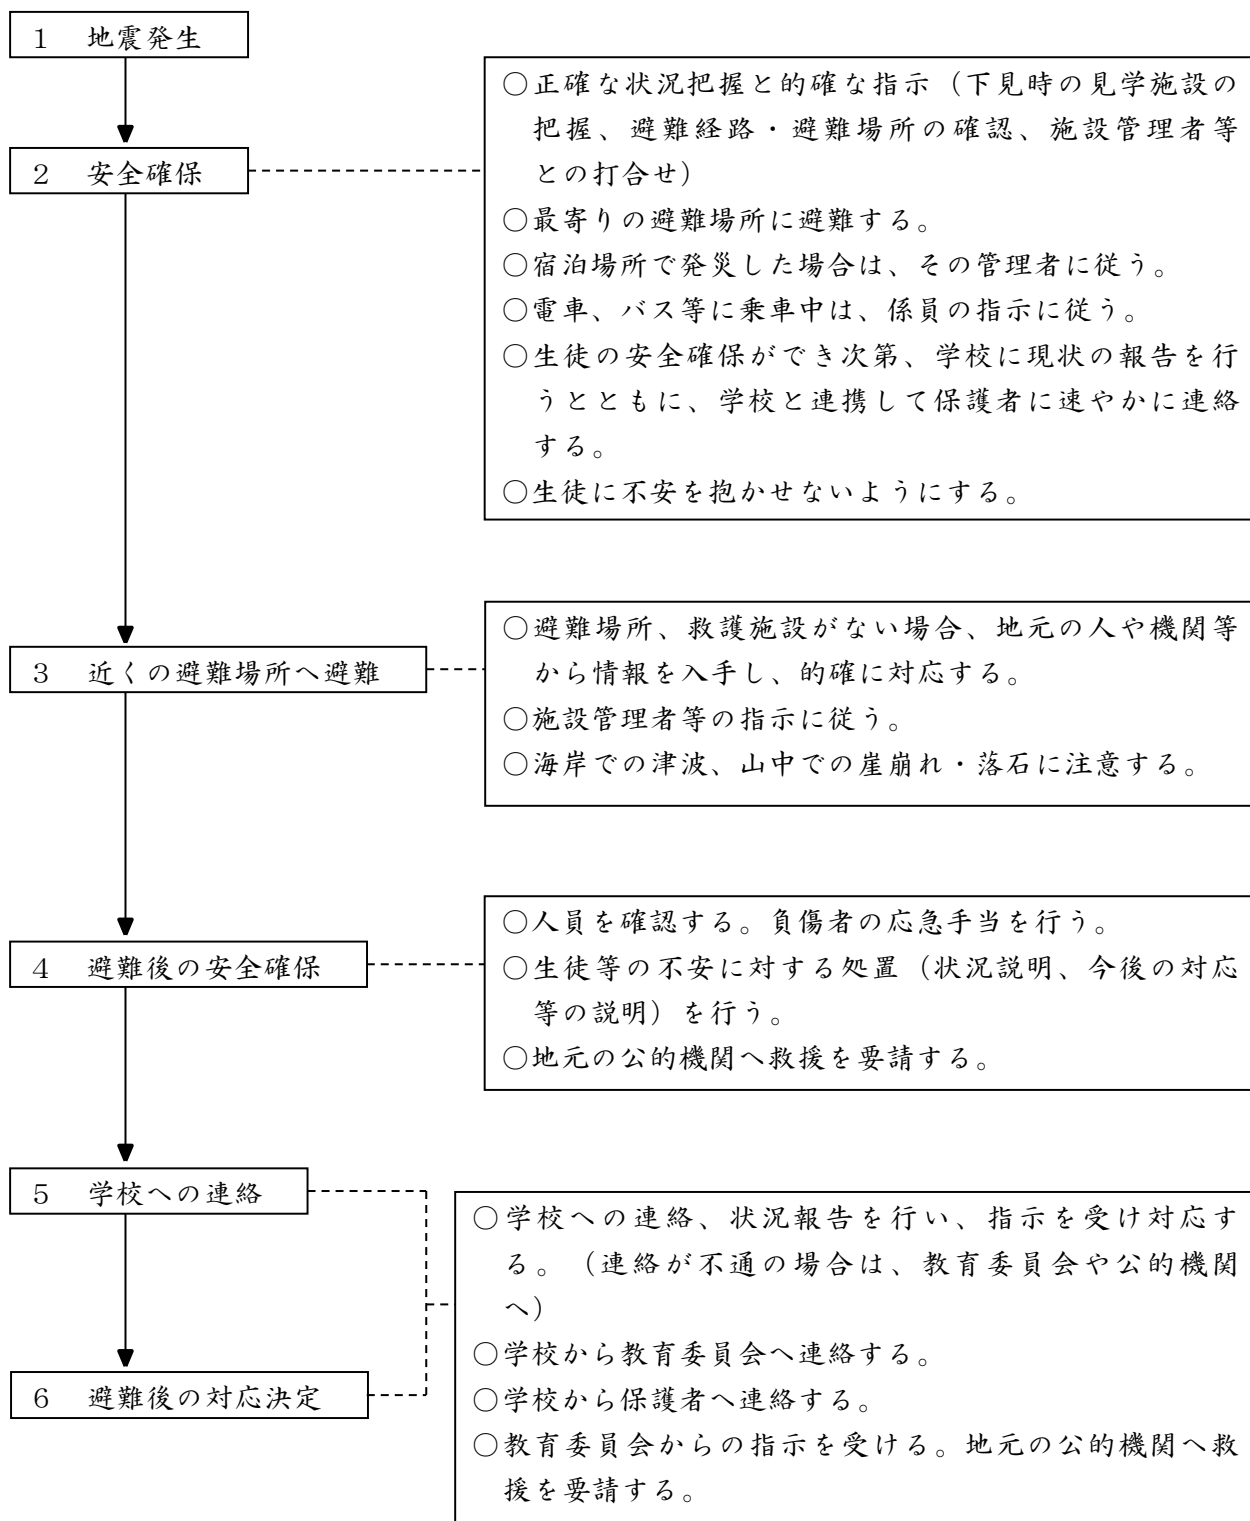 1　地震発生
2　安全確保
○正確な状況把握と的確な指示（下見時の見学施設の
把握、避難経路・避難場所の確認、施設管理者等
との打合せ）
○最寄りの避難場所に避難する。
○宿泊場所で発災した場合は、その管理者に従う。
○電車、バス等に乗車中は、係員の指示に従う。
○生徒の安全確保ができ次第、学校に現状の報告を行
うとともに、学校と連携して保護者に速やかに連絡
する。
○生徒に不安を抱かせないようにする。
3　近くの避難場所へ避難
○避難場所、救護施設がない場合、地元の人や機関等
から情報を入手し、的確に対応する。
○施設管理者等の指示に従う。
○海岸での津波、山中での崖崩れ・落石に注意する。
4　避難後の安全確保
○人員を確認する。負傷者の応急手当を行う。
○生徒等の不安に対する処置（状況説明、今後の対応
等の説明）を行う。
○地元の公的機関へ救援を要請する。
5　学校への連絡
6　避難後の対応決定
○学校への連絡、状況報告を行い、指示を受け対応す
る。（連絡が不通の場合は、教育委員会や公的機関
へ）
○学校から教育委員会へ連絡する。
○学校から保護者へ連絡する。
○教育委員会からの指示を受ける。地元の公的機関へ救
援を要請する。